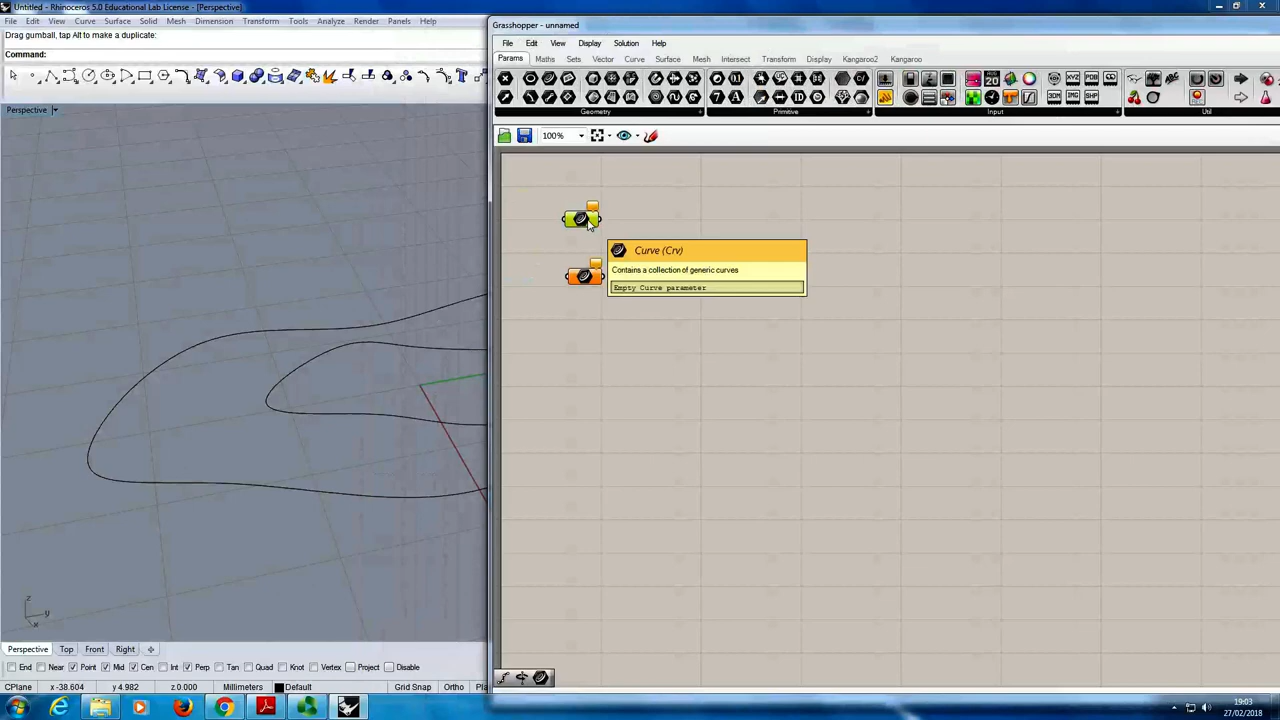 Untitled - Rhinoceros 5.0 Educational Lab License - [Perspective]
File Edit View Curve Surface Solid Mesh Dimension Transform Tools Analyze Render Panels Help
Drag gumball, tap Alt to make a duplicate:
Command:
Perspective
Grasshopper - unnamed
File Edit View Display Solution Help
Params Maths Sets Vector Curve Surface Mesh Intersect Transform Display Kangaroo2 Kangaroo
Geometry Primitive Input Util
100%
Curve (Crv)
Contains a collection of generic curves
Empty Curve parameter
z
y
x
Perspective Top Front Right
End Near Point Mid Cen Int Perp Tan Quad Knot Vertex Project Disable
CPlane x -38.604 y 4.982 z 0.000 Millimeters Default Grid Snap Ortho
19:03
27/02/2018